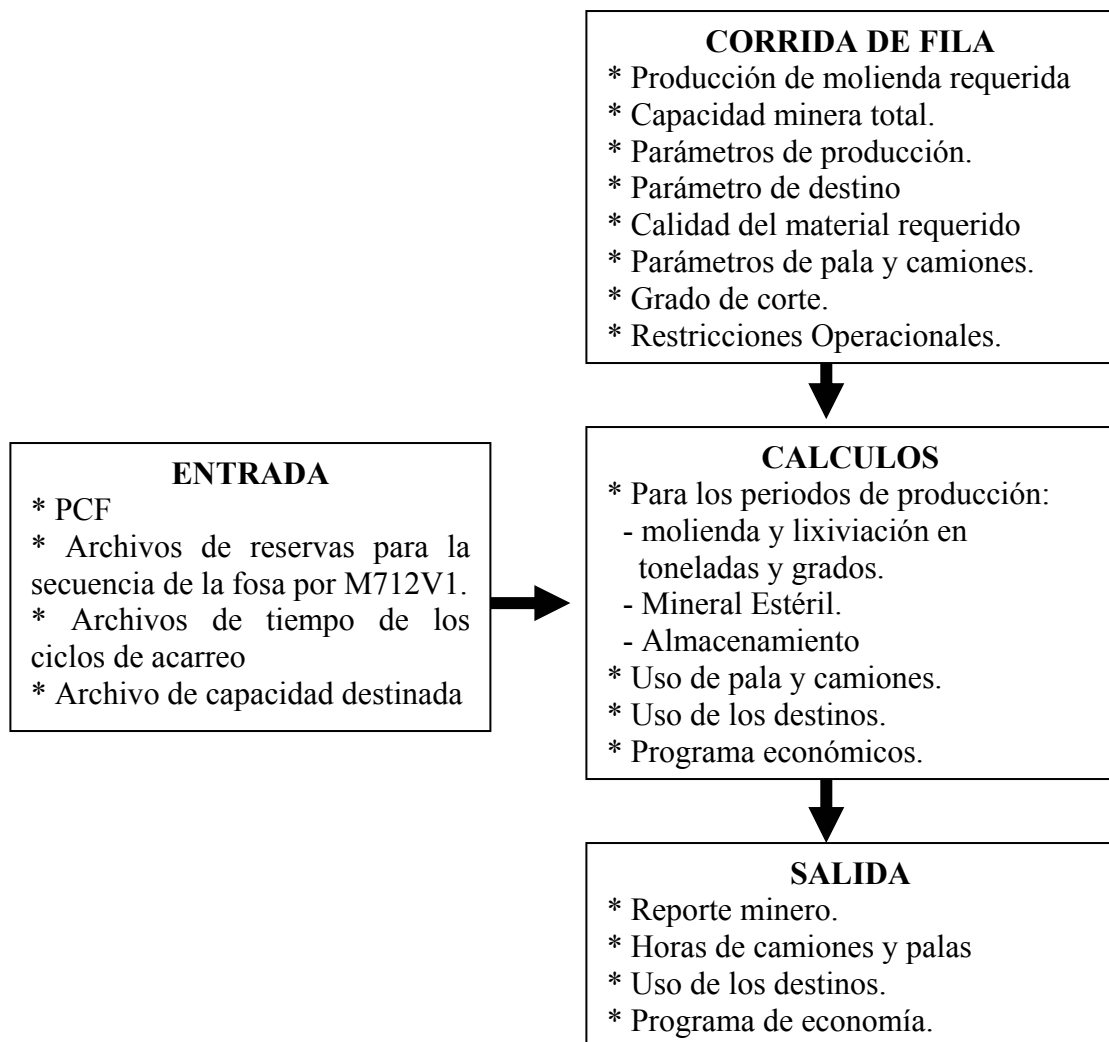 CORRIDA DE FILA
* Producción de molienda requerida
* Capacidad minera total.
* Parámetros de producción.
* Parámetro de destino
* Calidad del material requerido
* Parámetros de pala y camiones.
* Grado de corte.
* Restricciones Operacionales.
ENTRADA
* PCF
* Archivos de reservas para la
secuencia de la fosa por M712V1.
* Archivos de tiempo de los
ciclos de acarreo
* Archivo de capacidad destinada
CALCULOS
* Para los periodos de producción:
- molienda y lixiviación en
toneladas y grados.
- Mineral Estéril.
- Almacenamiento
* Uso de pala y camiones.
* Uso de los destinos.
* Programa económicos.
SALIDA
* Reporte minero.
* Horas de camiones y palas
* Uso de los destinos.
* Programa de economía.